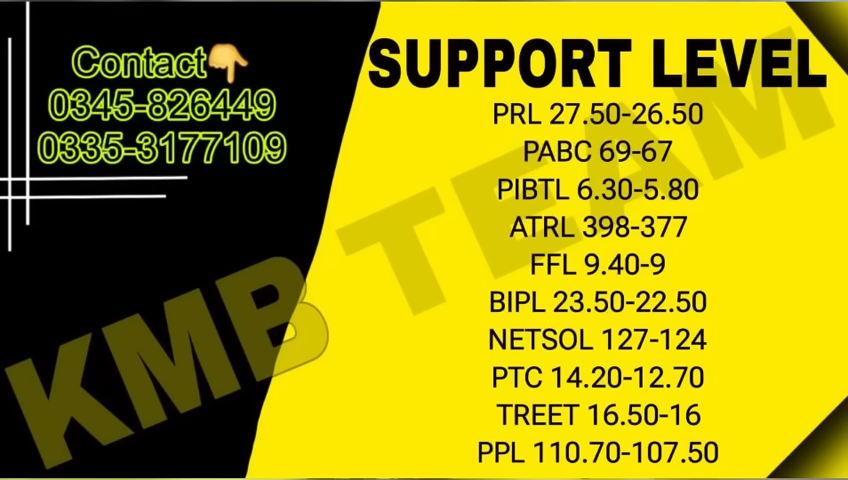 Contact👇
0345-826449
0335-3177109
SUPPORT LEVEL
PRL 27.50-26.50
PABC 69-67
PIBTL 6.30-5.80
ATRL 398-377
FFL 9.40-9
BIPL 23.50-22.50
NETSOL 127-124
PTC 14.20-12.70
TREET 16.50-16
PPL 110.70-107.50
KMB TEAM